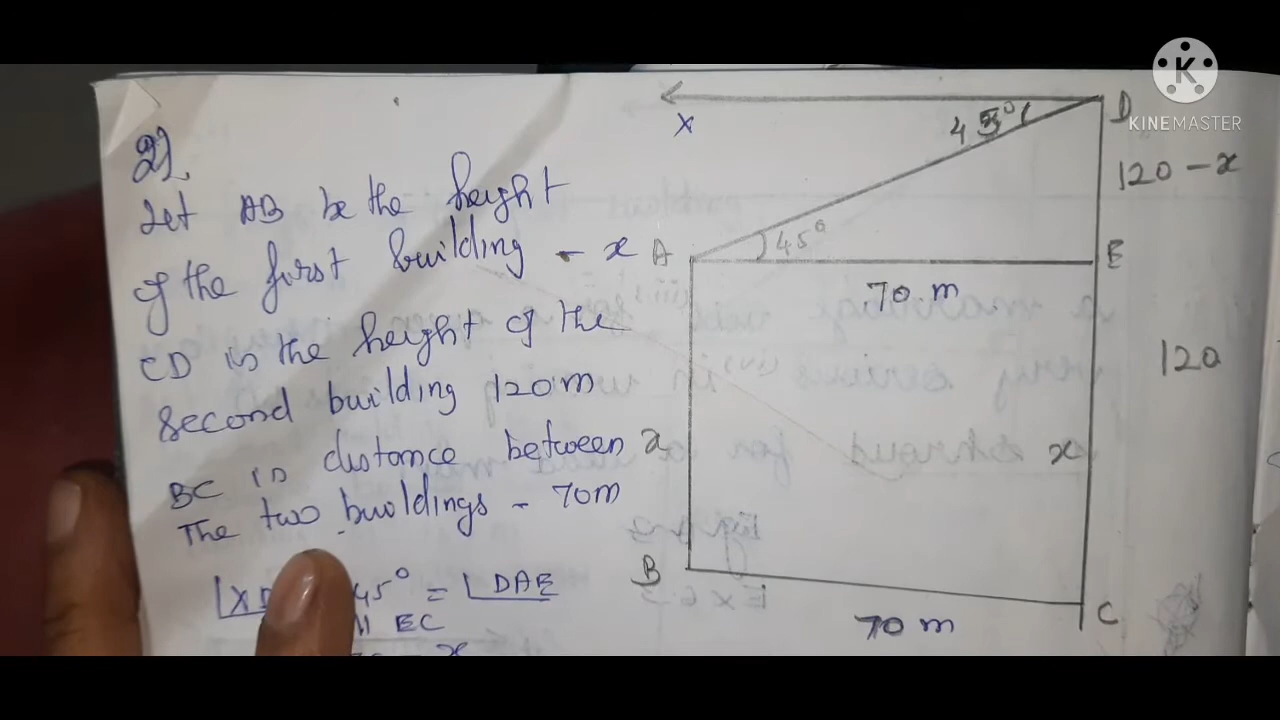 2)
Let AB be the height
of the first building - x
CD is the height of the
second building 120m
BC is distance between
The two buildings - 70m
45° = ∠DAE
EC
x
X
45°
D
120 - x
A
45°
E
70 m
120
x
x
B
C
70 m
KINEMASTER